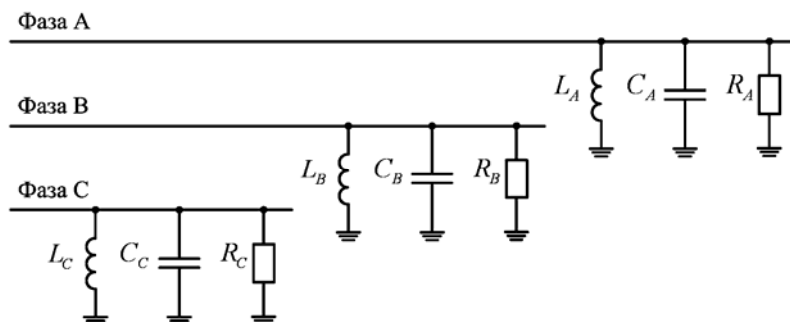 Фаза A
L_A C_A R_A
Фаза B
L_B C_B R_B
Фаза C
L_C C_C R_C